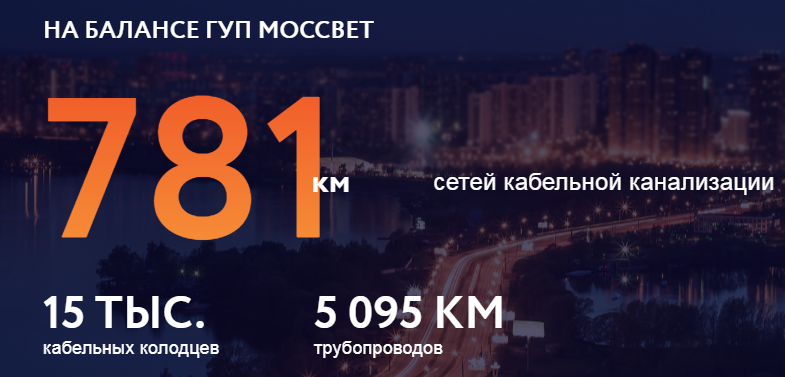 НА БАЛАНСЕ ГУП МОССВЕТ
781 км
сетей кабельной канализации
15 ТЫС.
5 095 КМ
кабельных колодцев
трубопроводов